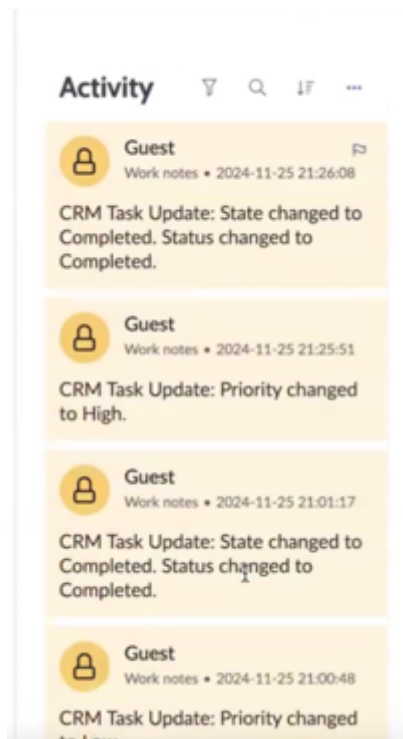 Activity
Guest
Work notes • 2024-11-25 21:26:08
CRM Task Update: State changed to
Completed. Status changed to
Completed.
Guest
Work notes • 2024-11-25 21:25:51
CRM Task Update: Priority changed
to High.
Guest
Work notes • 2024-11-25 21:01:17
CRM Task Update: State changed to
Completed. Status changed to
Completed.
Guest
Work notes • 2024-11-25 21:00:48
CRM Task Update: Priority changed